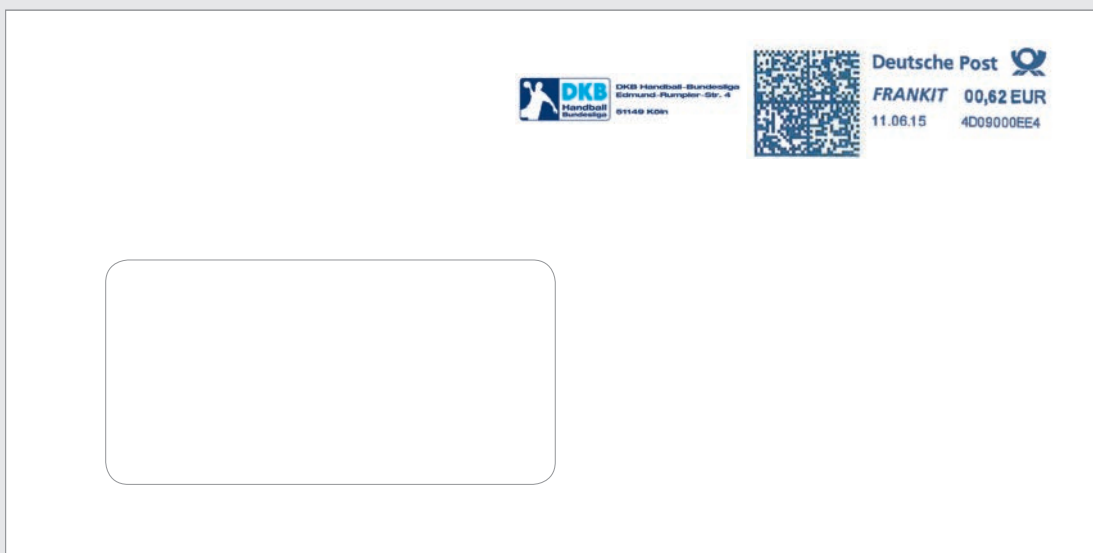 DKB
Handball
Bundesliga
DKB Handball-Bundesliga
Edmund-Rumpler-Str. 4
51149 Köln
Deutsche Post
FRANKIT 00,62 EUR
11.06.15 4D09000EE4